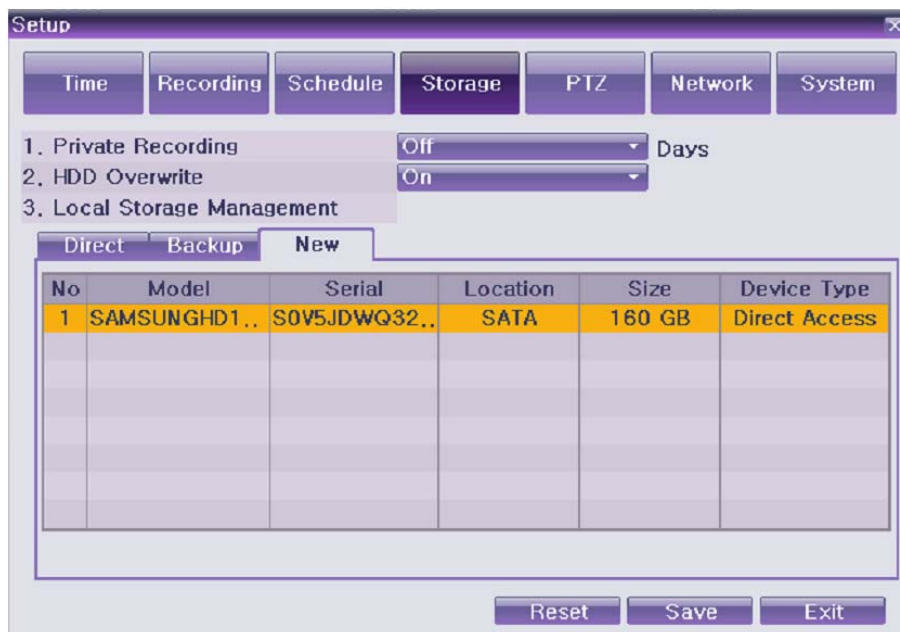 Setup
Time Recording Schedule Storage PTZ Network System
1. Private Recording Off Days
2. HDD Overwrite On
3. Local Storage Management
Direct Backup New
No Model Serial Location Size Device Type
1 SAMSUNGHD1.. S0V5JDWQ32.. SATA 160 GB Direct Access
Reset Save Exit